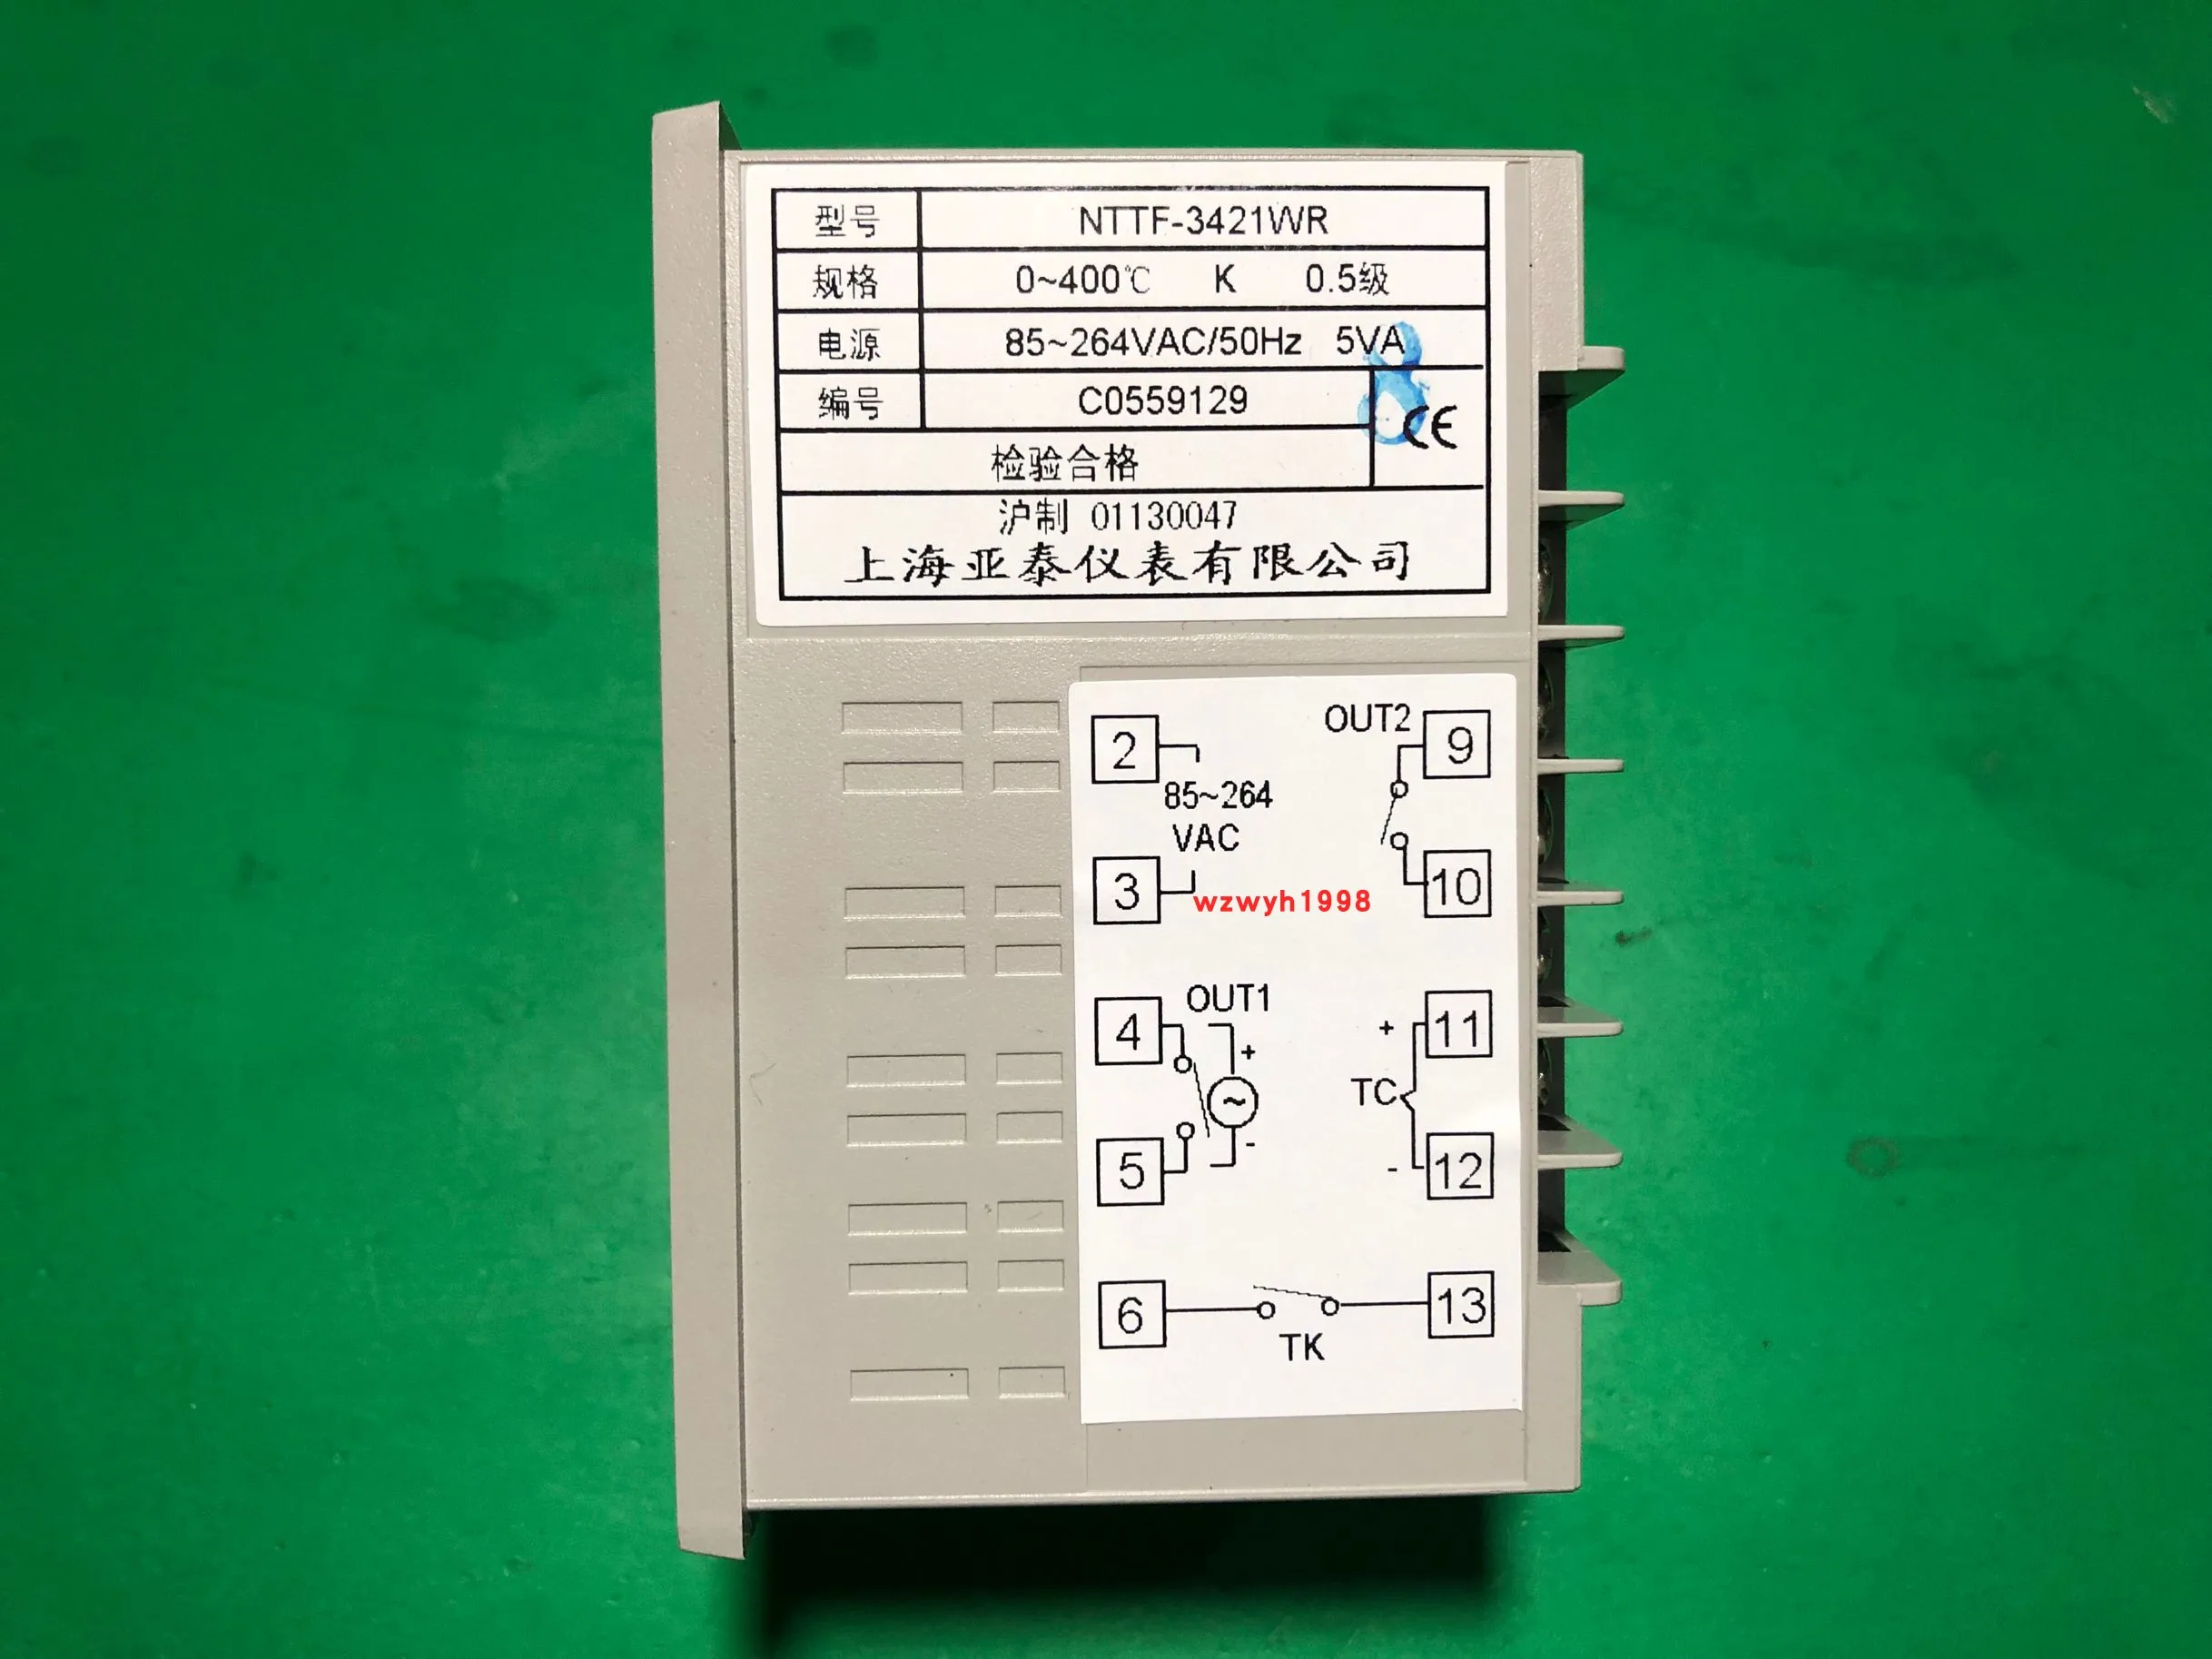 型号 NTTF-3421WR
规格 0~400℃ K 0.5级
电源 85~264VAC/50Hz 5VA
编号 C0559129
CE
检验合格
沪制 01130047
上海亚泰仪表有限公司
2
OUT2 9
85~264
VAC
3
10
wzwyh1998
OUT1
4
+ 11
+
TC
~
5
-
- 12
6
13
TK